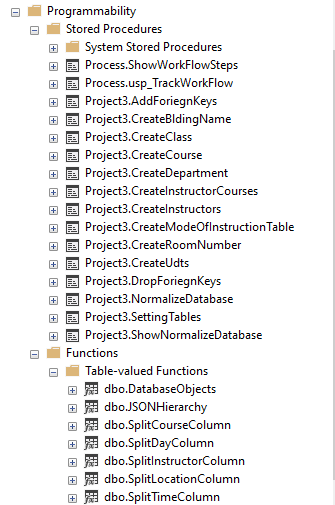 Programmability
Stored Procedures
System Stored Procedures
Process.ShowWorkFlowSteps
Process.usp_TrackWorkFlow
Project3.AddForiegnKeys
Project3.CreateBldingName
Project3.CreateClass
Project3.CreateCourse
Project3.CreateDepartment
Project3.CreateInstructorCourses
Project3.CreateInstructors
Project3.CreateModeOfInstructionTable
Project3.CreateRoomNumber
Project3.CreateUdts
Project3.DropForiegnKeys
Project3.NormalizeDatabase
Project3.SettingTables
Project3.ShowNormalizeDatabase
Functions
Table-valued Functions
dbo.DatabaseObjects
dbo.JSONHierarchy
dbo.SplitCourseColumn
dbo.SplitDayColumn
dbo.SplitInstructorColumn
dbo.SplitLocationColumn
dbo.SplitTimeColumn